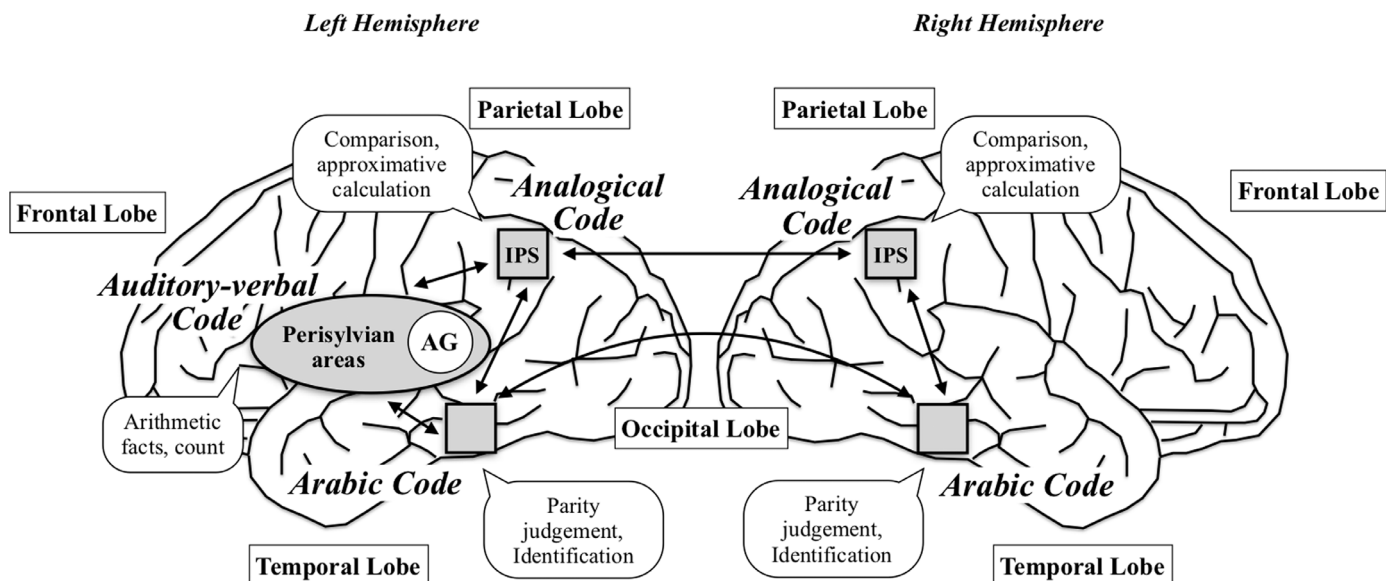 Left Hemisphere
Right Hemisphere
Parietal Lobe
Parietal Lobe
Comparison,
approximative
calculation
Comparison,
approximative
calculation
Analogical
Code
Analogical
Code
Frontal Lobe
Frontal Lobe
IPS
IPS
Auditory-verbal
Code
Perisylvian
areas
AG
Arithmetic
facts, count
Occipital Lobe
Arabic Code
Arabic Code
Parity
judgement,
Identification
Parity
judgement,
Identification
Temporal Lobe
Temporal Lobe